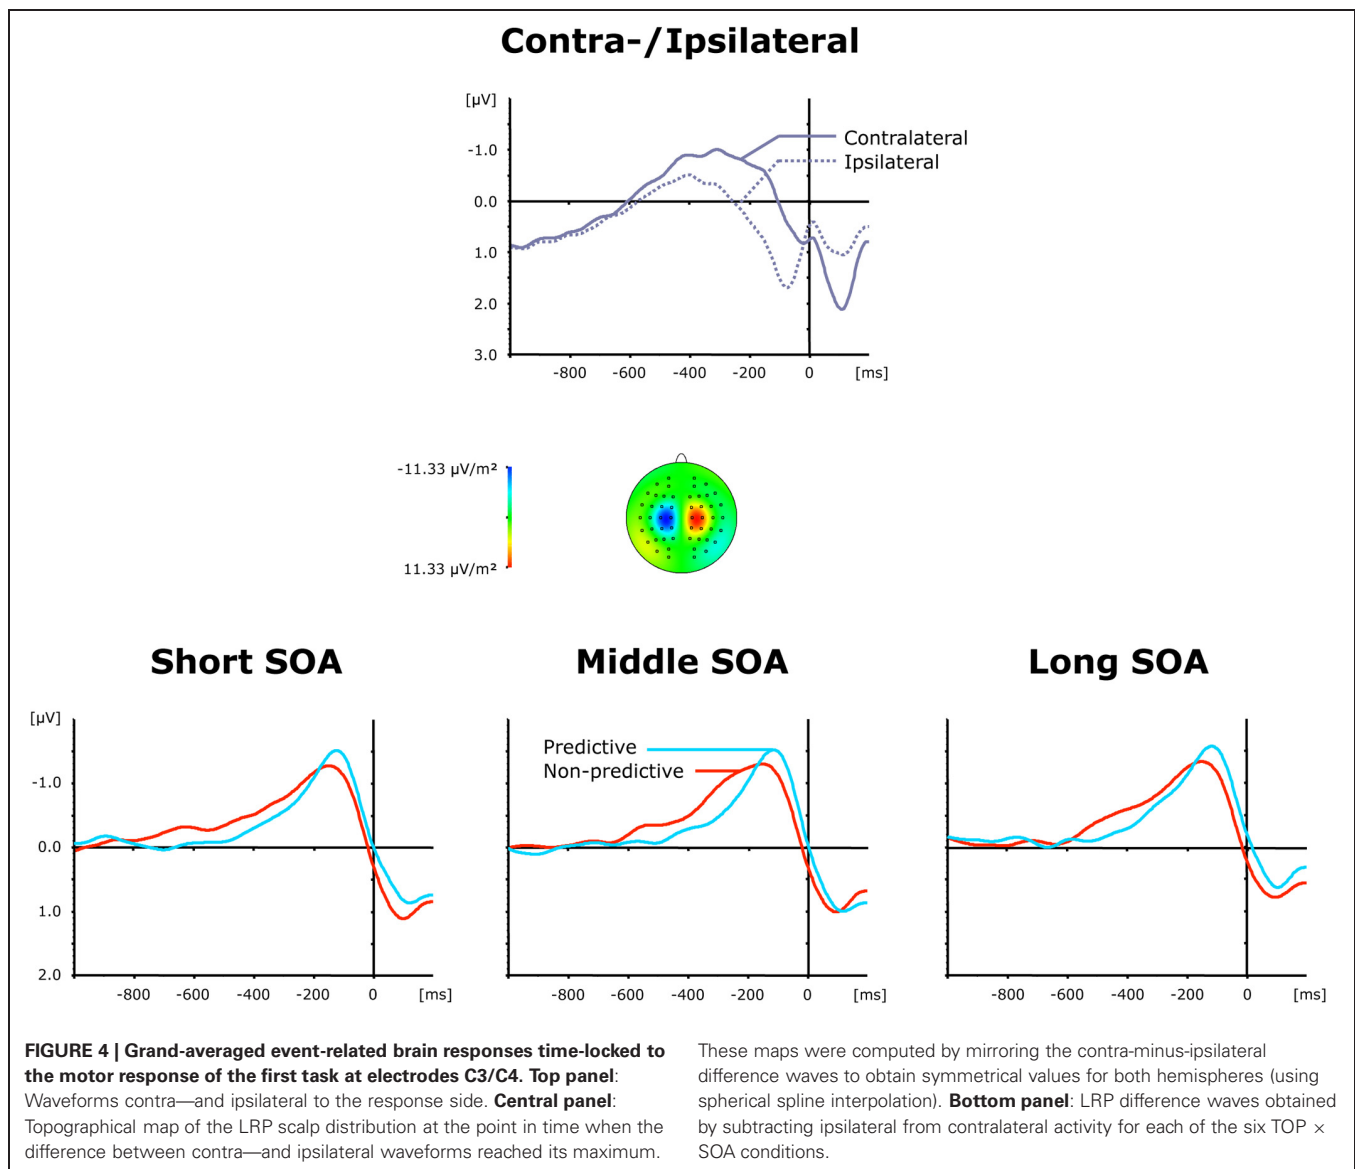 Contra-/Ipsilateral
[µV]
Contralateral
Ipsilateral
-1.0
0.0
1.0
2.0
3.0
-800 -600 -400 -200 0 [ms]
-11.33 µV/m²
11.33 µV/m²
Short SOA
Middle SOA
Long SOA
[µV]
-1.0
0.0
1.0
2.0
-800 -600 -400 -200 0 [ms]
Predictive
Non-predictive
-800 -600 -400 -200 0 [ms]
-800 -600 -400 -200 0 [ms]
FIGURE 4 | Grand-averaged event-related brain responses time-locked to
the motor response of the first task at electrodes C3/C4. Top panel:
Waveforms contra—and ipsilateral to the response side. Central panel:
Topographical map of the LRP scalp distribution at the point in time when the
difference between contra—and ipsilateral waveforms reached its maximum.
These maps were computed by mirroring the contra-minus-ipsilateral
difference waves to obtain symmetrical values for both hemispheres (using
spherical spline interpolation). Bottom panel: LRP difference waves obtained
by subtracting ipsilateral from contralateral activity for each of the six TOP ×
SOA conditions.